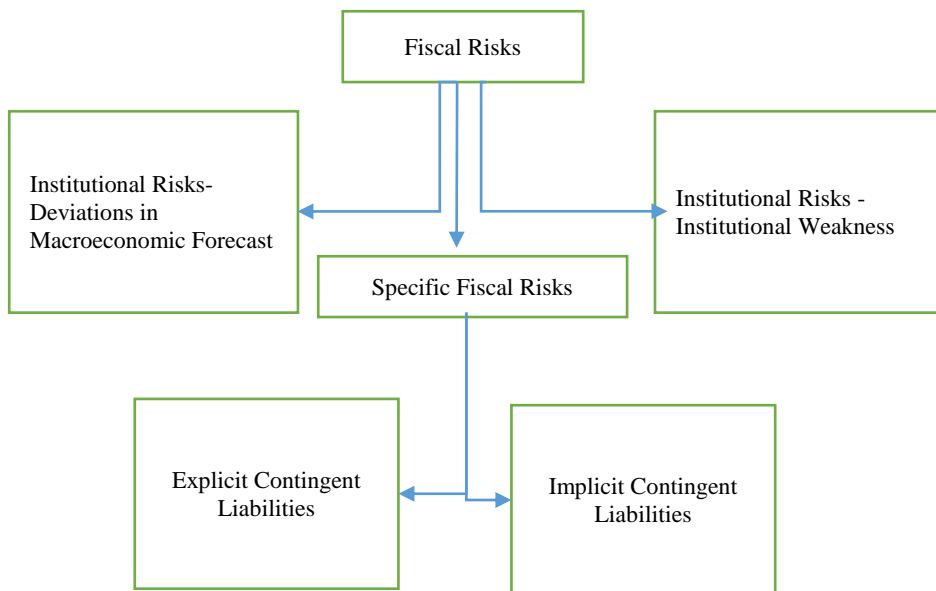 Fiscal Risks
Institutional Risks-
Deviations in
Macroeconomic Forecast
Institutional Risks -
Institutional Weakness
Specific Fiscal Risks
Explicit Contingent
Liabilities
Implicit Contingent
Liabilities